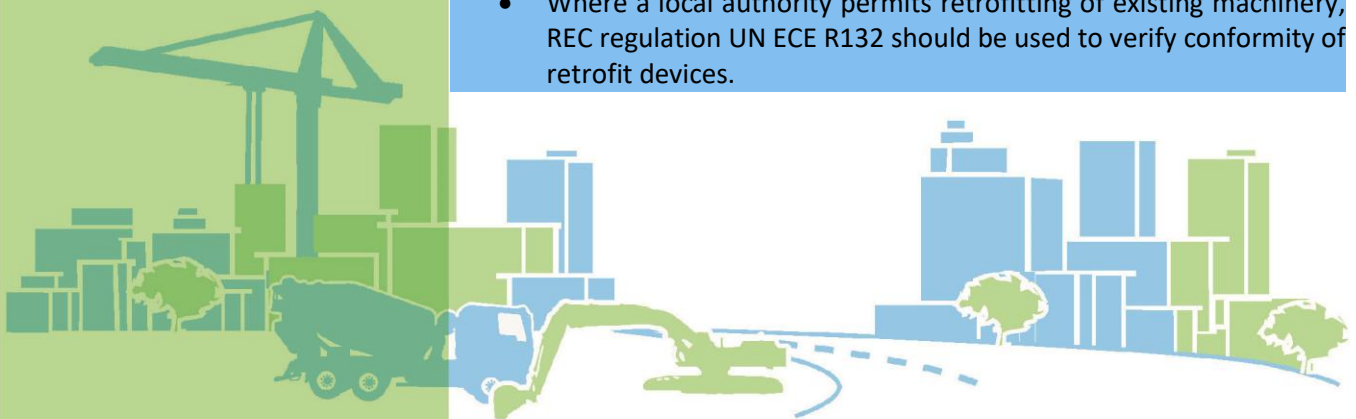 • Where a local authority permits retrofitting of existing machinery,
REC regulation UN ECE R132 should be used to verify conformity of
retrofit devices.